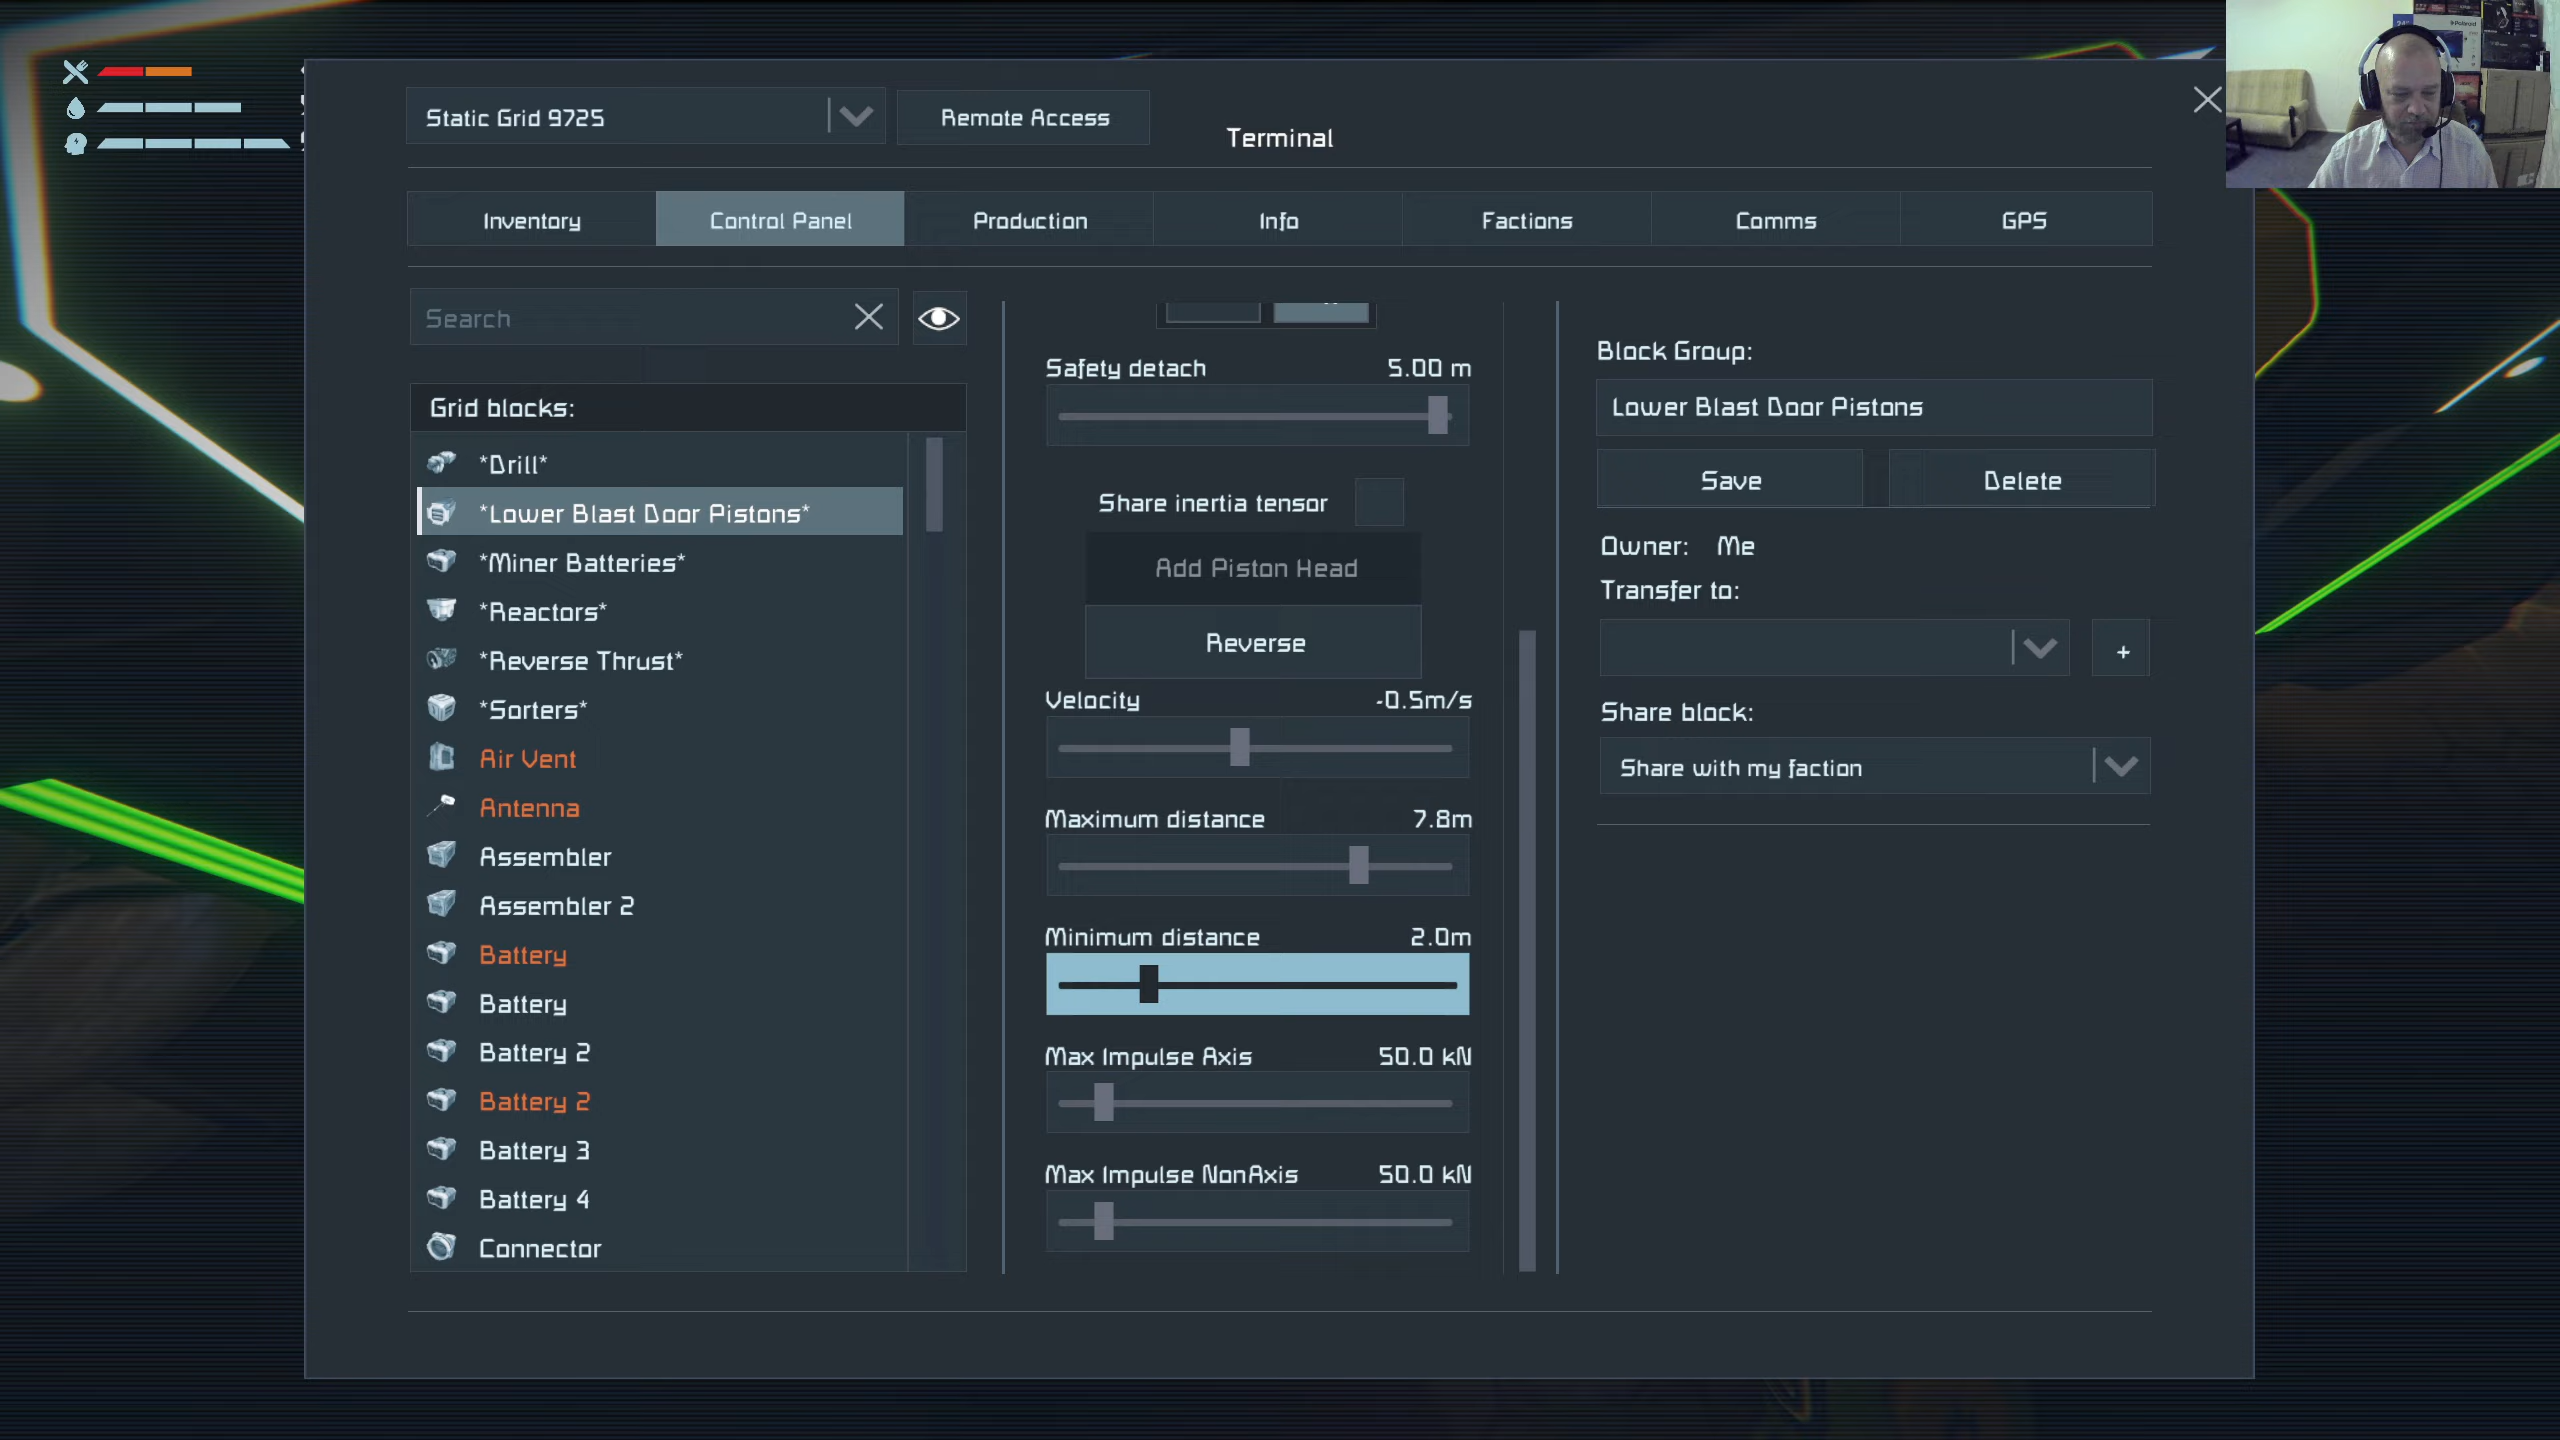 Static Grid 9725
Remote Access
Terminal
Inventory
Control Panel
Production
Info
Factions
Comms
GPS
Search
Grid blocks:
*Drill*
*Lower Blast Door Pistons*
*Miner Batteries*
*Reactors*
*Reverse Thrust*
*Sorters*
Air Vent
Antenna
Assembler
Assembler 2
Battery
Battery
Battery 2
Battery 2
Battery 3
Battery 4
Connector
Safety detach 5.00 m
Share inertia tensor
Add Piston Head
Reverse
Velocity -0.5m/s
Maximum distance 7.8m
Minimum distance 2.0m
Max Impulse Axis 50.0 kN
Max Impulse NonAxis 50.0 kN
Block Group:
Lower Blast Door Pistons
Save
Delete
Owner: Me
Transfer to:
+
Share block:
Share with my faction